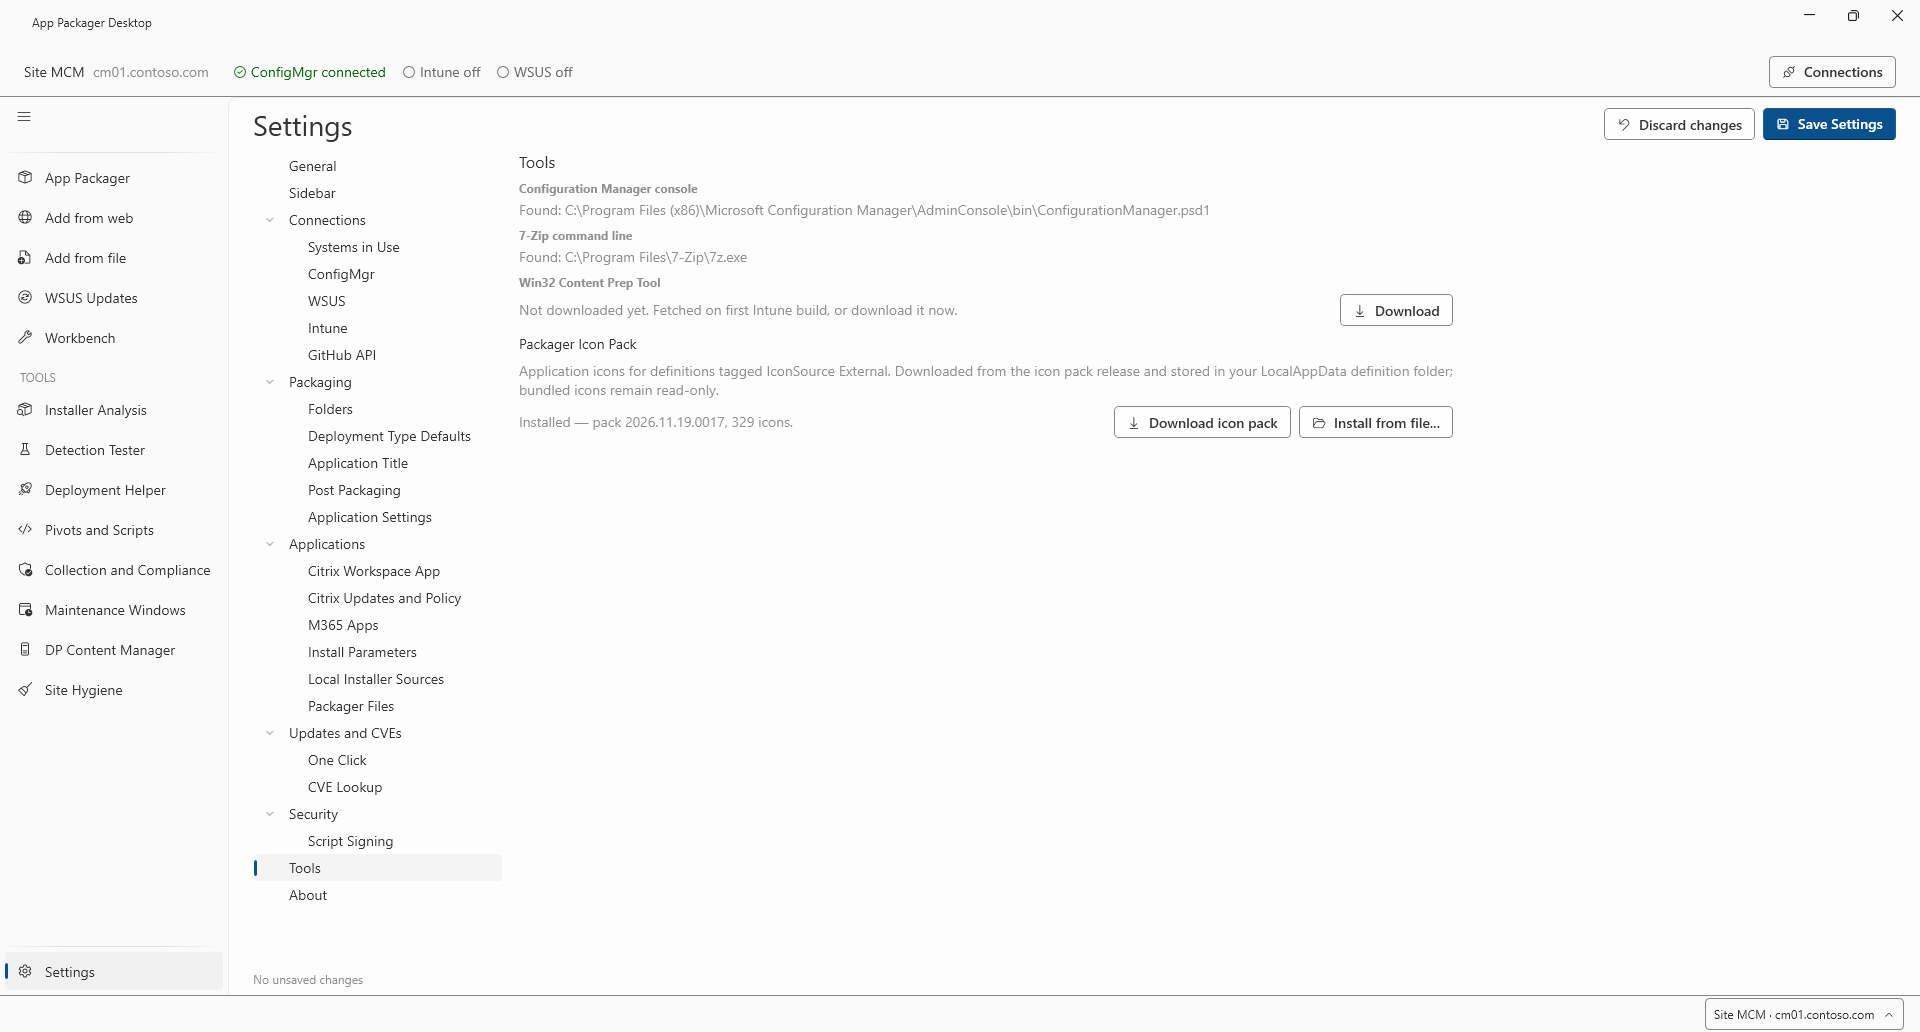 App Packager Desktop
Site MCM cm01.contoso.com ConfigMgr connected Intune off WSUS off Connections
Settings
Discard changes Save Settings
App Packager
Add from web
Add from file
WSUS Updates
Workbench
TOOLS
Installer Analysis
Detection Tester
Deployment Helper
Pivots and Scripts
Collection and Compliance
Maintenance Windows
DP Content Manager
Site Hygiene
Settings
General
Sidebar
Connections
Systems in Use
ConfigMgr
WSUS
Intune
GitHub API
Packaging
Folders
Deployment Type Defaults
Application Title
Post Packaging
Application Settings
Applications
Citrix Workspace App
Citrix Updates and Policy
M365 Apps
Install Parameters
Local Installer Sources
Packager Files
Updates and CVEs
One Click
CVE Lookup
Security
Script Signing
Tools
About
Tools
Configuration Manager console
Found: C:\Program Files (x86)\Microsoft Configuration Manager\AdminConsole\bin\ConfigurationManager.psd1
7-Zip command line
Found: C:\Program Files\7-Zip\7z.exe
Win32 Content Prep Tool
Not downloaded yet. Fetched on first Intune build, or download it now. Download
Packager Icon Pack
Application icons for definitions tagged IconSource External. Downloaded from the icon pack release and stored in your LocalAppData definition folder;
bundled icons remain read-only.
Installed — pack 2026.11.19.0017, 329 icons. Download icon pack Install from file...
No unsaved changes
Site MCM · cm01.contoso.com